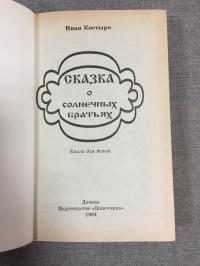 Иван Костыря
СКАЗКА
о
солнечных
братьях
Книга для детей
Донецк
Издательство «Донеччина»
1994